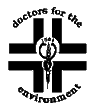 doctors for the
environment